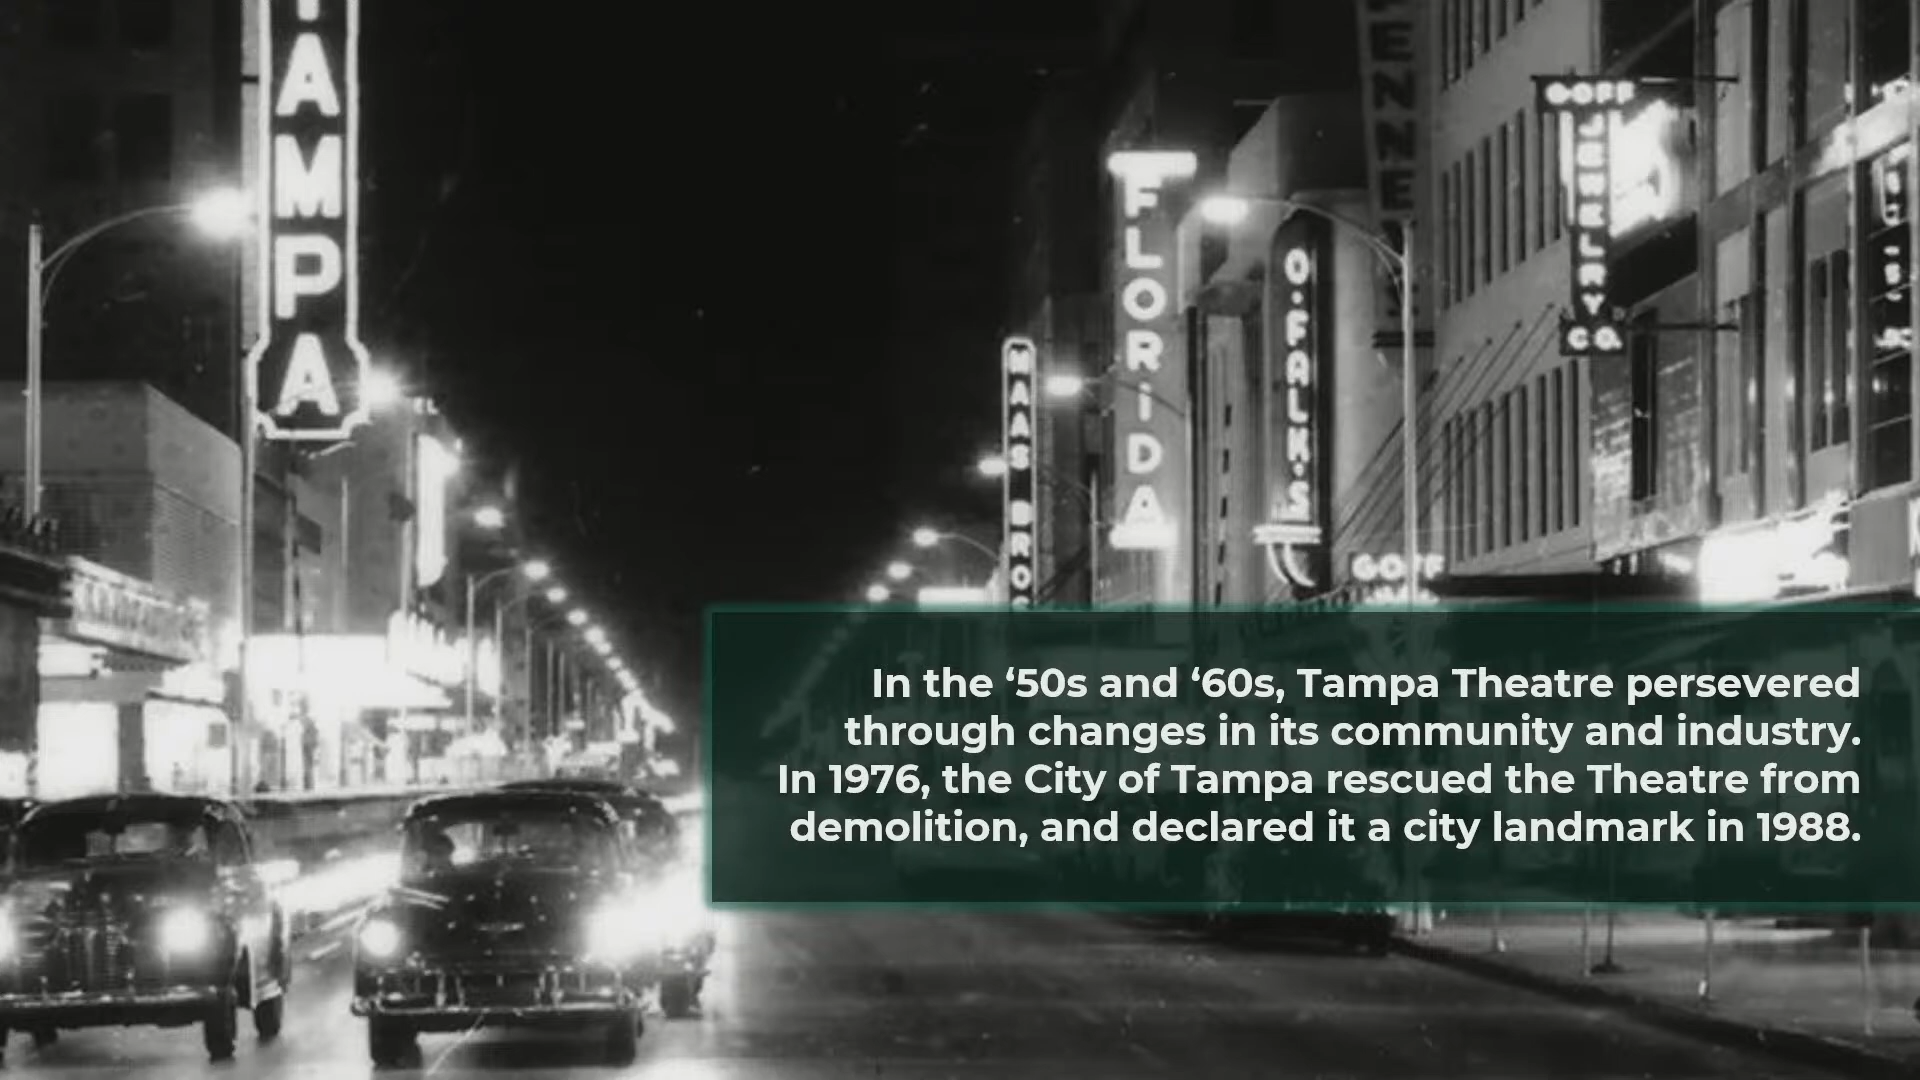 TAMPA
FLORiDA
O·FALK·S
MAAS BROS
PENNEY'S
GOFF
JEWELRY
CO.
GOFF
In the ‘50s and ‘60s, Tampa Theatre persevered
through changes in its community and industry.
In 1976, the City of Tampa rescued the Theatre from
demolition, and declared it a city landmark in 1988.